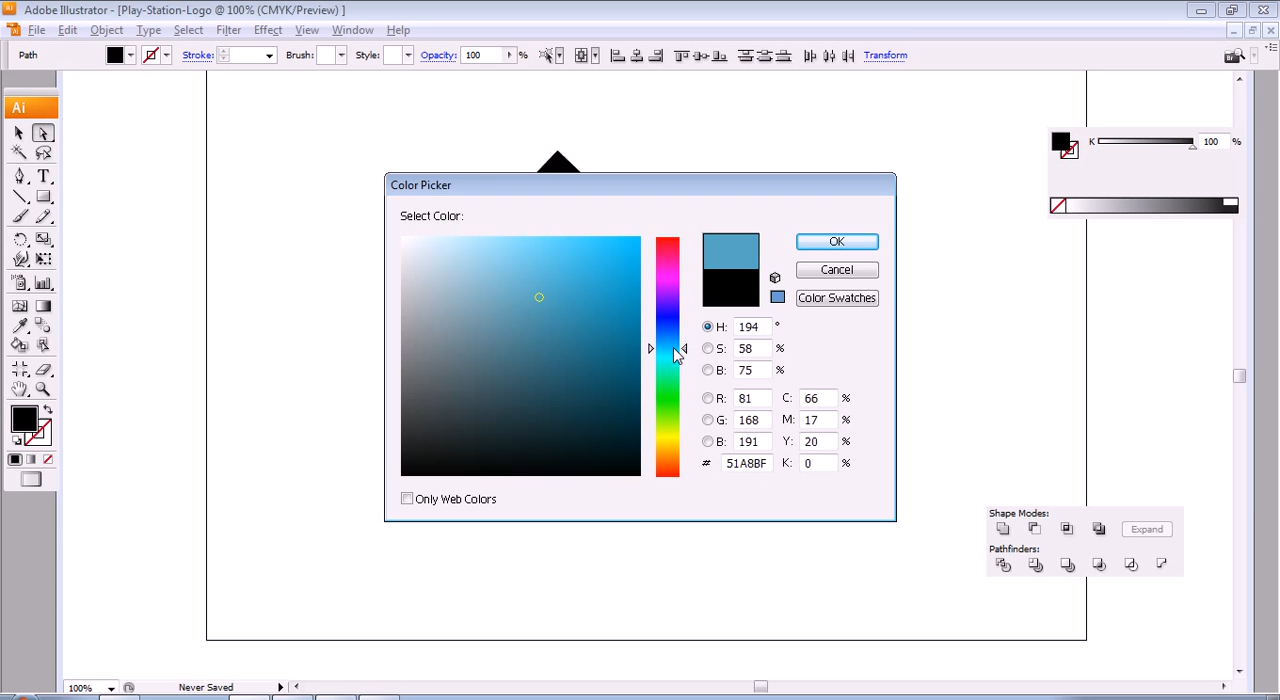 Adobe Illustrator - [Play-Station-Logo @ 100% (CMYK/Preview) ]
File Edit Object Type Select Filter Effect View Window Help
Path Stroke: Brush: Style: Opacity: 100 % Transform
Ai
K 100 %
Color Picker
Select Color:
OK
Cancel
Color Swatches
H: 194 °
S: 58 %
B: 75 %
R: 81 C: 66 %
G: 168 M: 17 %
B: 191 Y: 20 %
# 51A8BF K: 0 %
Only Web Colors
Shape Modes:
Expand
Pathfinders:
100% Never Saved